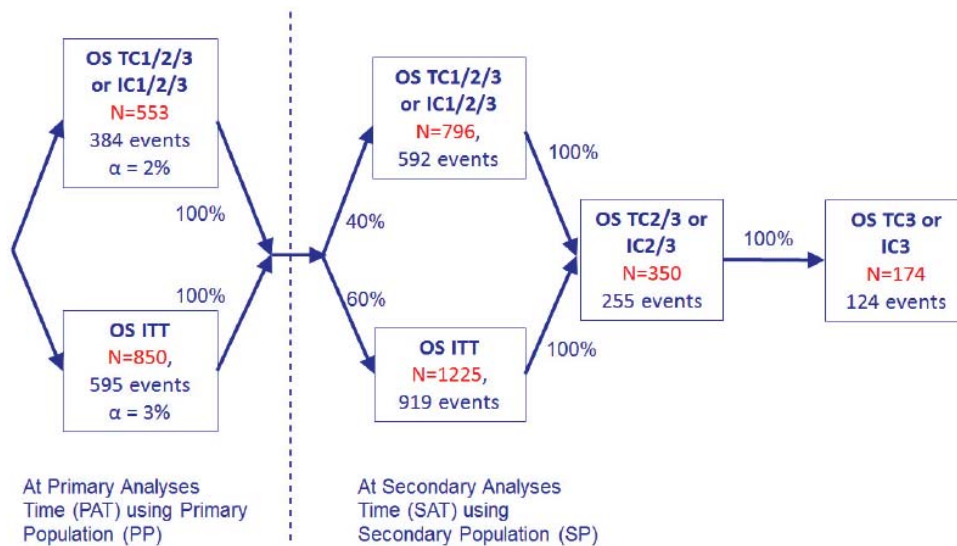 OS TC1/2/3
or IC1/2/3
N=553
384 events
α = 2%
100%
100%
OS ITT
N=850,
595 events
α = 3%
At Primary Analyses
Time (PAT) using Primary
Population (PP)
OS TC1/2/3
or IC1/2/3
N=796,
592 events
40%
60%
OS ITT
N=1225,
919 events
100%
100%
OS TC2/3 or
IC2/3
N=350
255 events
100%
OS TC3 or
IC3
N=174
124 events
At Secondary Analyses
Time (SAT) using
Secondary Population (SP)